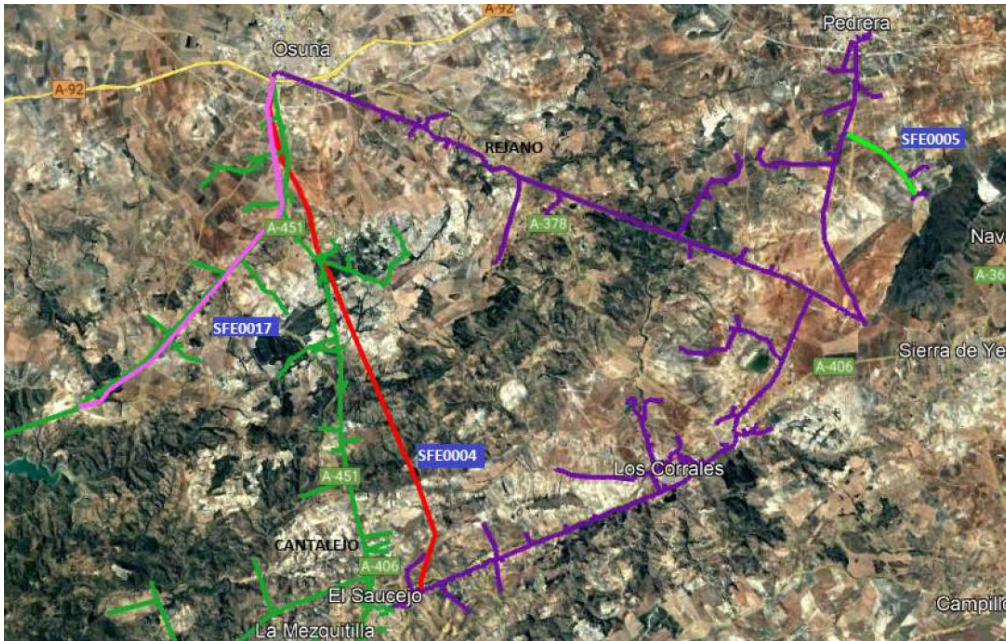 A-92
Pedrera
Osuna
A-92
SFE0005
REJANO
A-451
A-378
Nav
A-36
SFE0017
Sierra de Ye
A-406
SFE0004
Los Corrales
A-451
CANTALEJO
A-406
El Saucejo
Campillo
La Mezquitilla